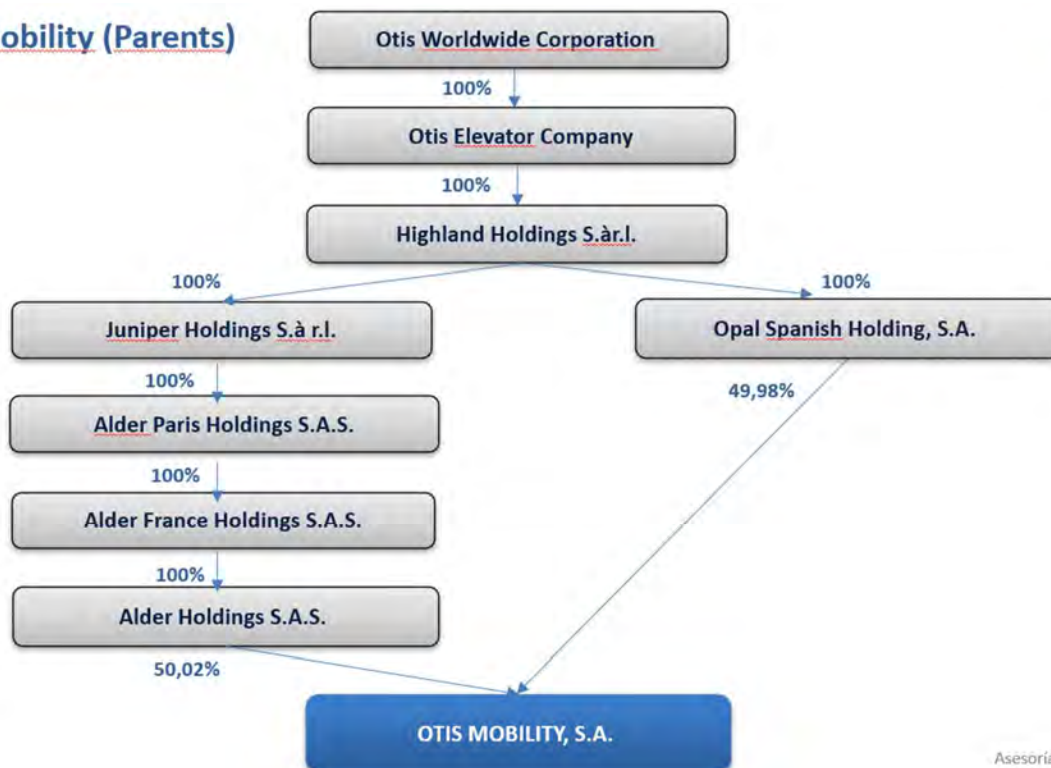 obility (Parents)
Otis Worldwide Corporation
100%
Otis Elevator Company
100%
Highland Holdings S.àr.l.
100%
100%
Juniper Holdings S.à r.l.
Opal Spanish Holding, S.A.
100%
49,98%
Alder Paris Holdings S.A.S.
100%
Alder France Holdings S.A.S.
100%
Alder Holdings S.A.S.
50,02%
OTIS MOBILITY, S.A.
Asesoría